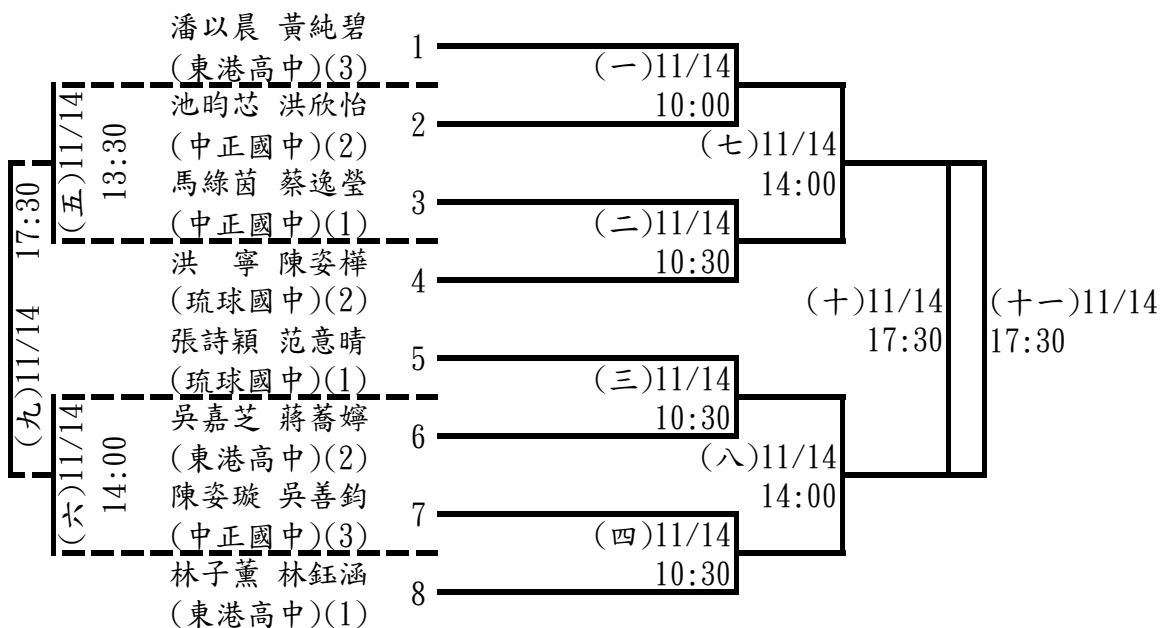 潘以晨 黃純碧
(東港高中)(3)
1
池昀芯 洪欣怡
(中正國中)(2)
2
馬綠茵 蔡逸瑩
(中正國中)(1)
3
洪　寧 陳姿樺
(琉球國中)(2)
4
張詩穎 范意晴
(琉球國中)(1)
5
吳嘉芝 蔣蕎嬣
(東港高中)(2)
6
陳姿璇 吳善鈞
(中正國中)(3)
7
林子薰 林鈺涵
(東港高中)(1)
8
(一)11/14
10:00
(二)11/14
10:30
(三)11/14
10:30
(四)11/14
10:30
(五)11/14
13:30
(六)11/14
14:00
(七)11/14
14:00
(八)11/14
14:00
(九)11/14 17:30
(十)11/14
17:30
(十一)11/14
17:30